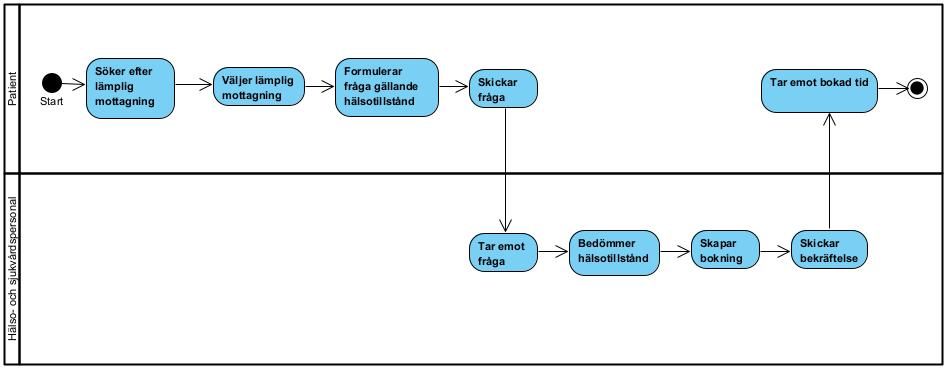 Patient
Start
Söker efter
lämplig
mottagning
Väljer lämplig
mottagning
Formulerar
fråga gällande
hälsotillstånd
Skickar
fråga
Tar emot bokad tid
Hälso- och sjukvårdspersonal
Tar emot
fråga
Bedömmer
hälsotillstånd
Skapar
bokning
Skickar
bekräftelse